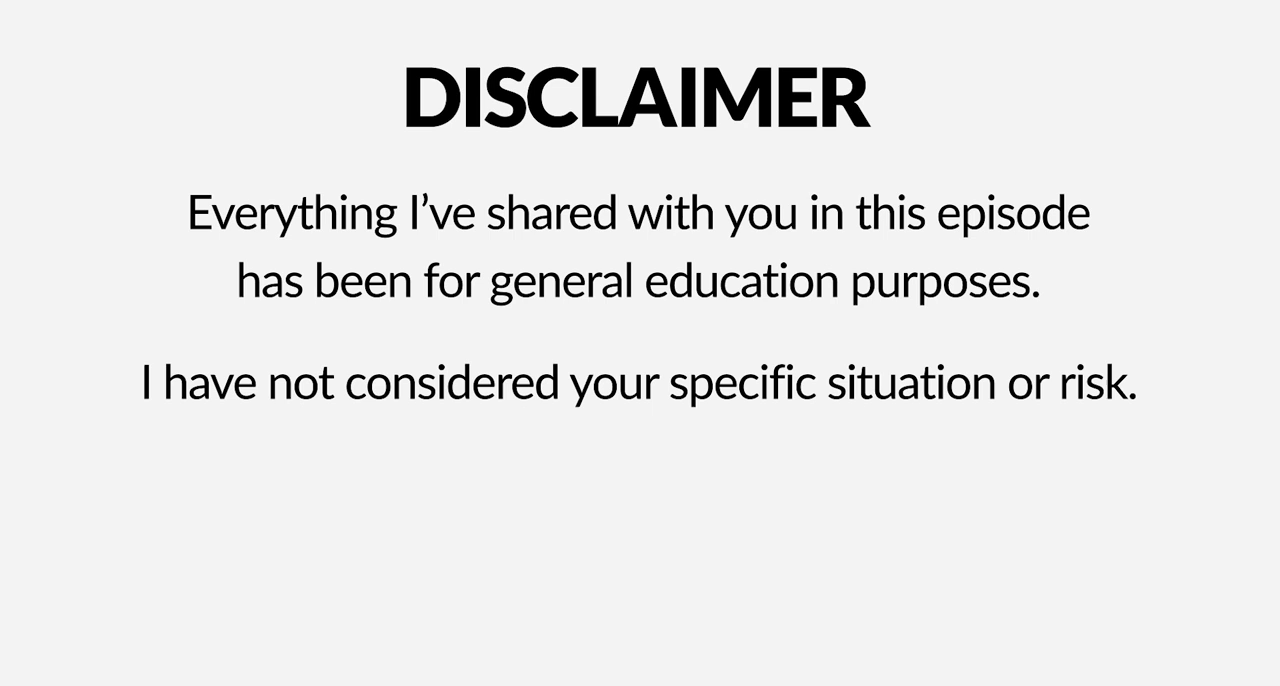 DISCLAIMER
Everything I’ve shared with you in this episode
has been for general education purposes.
I have not considered your specific situation or risk.